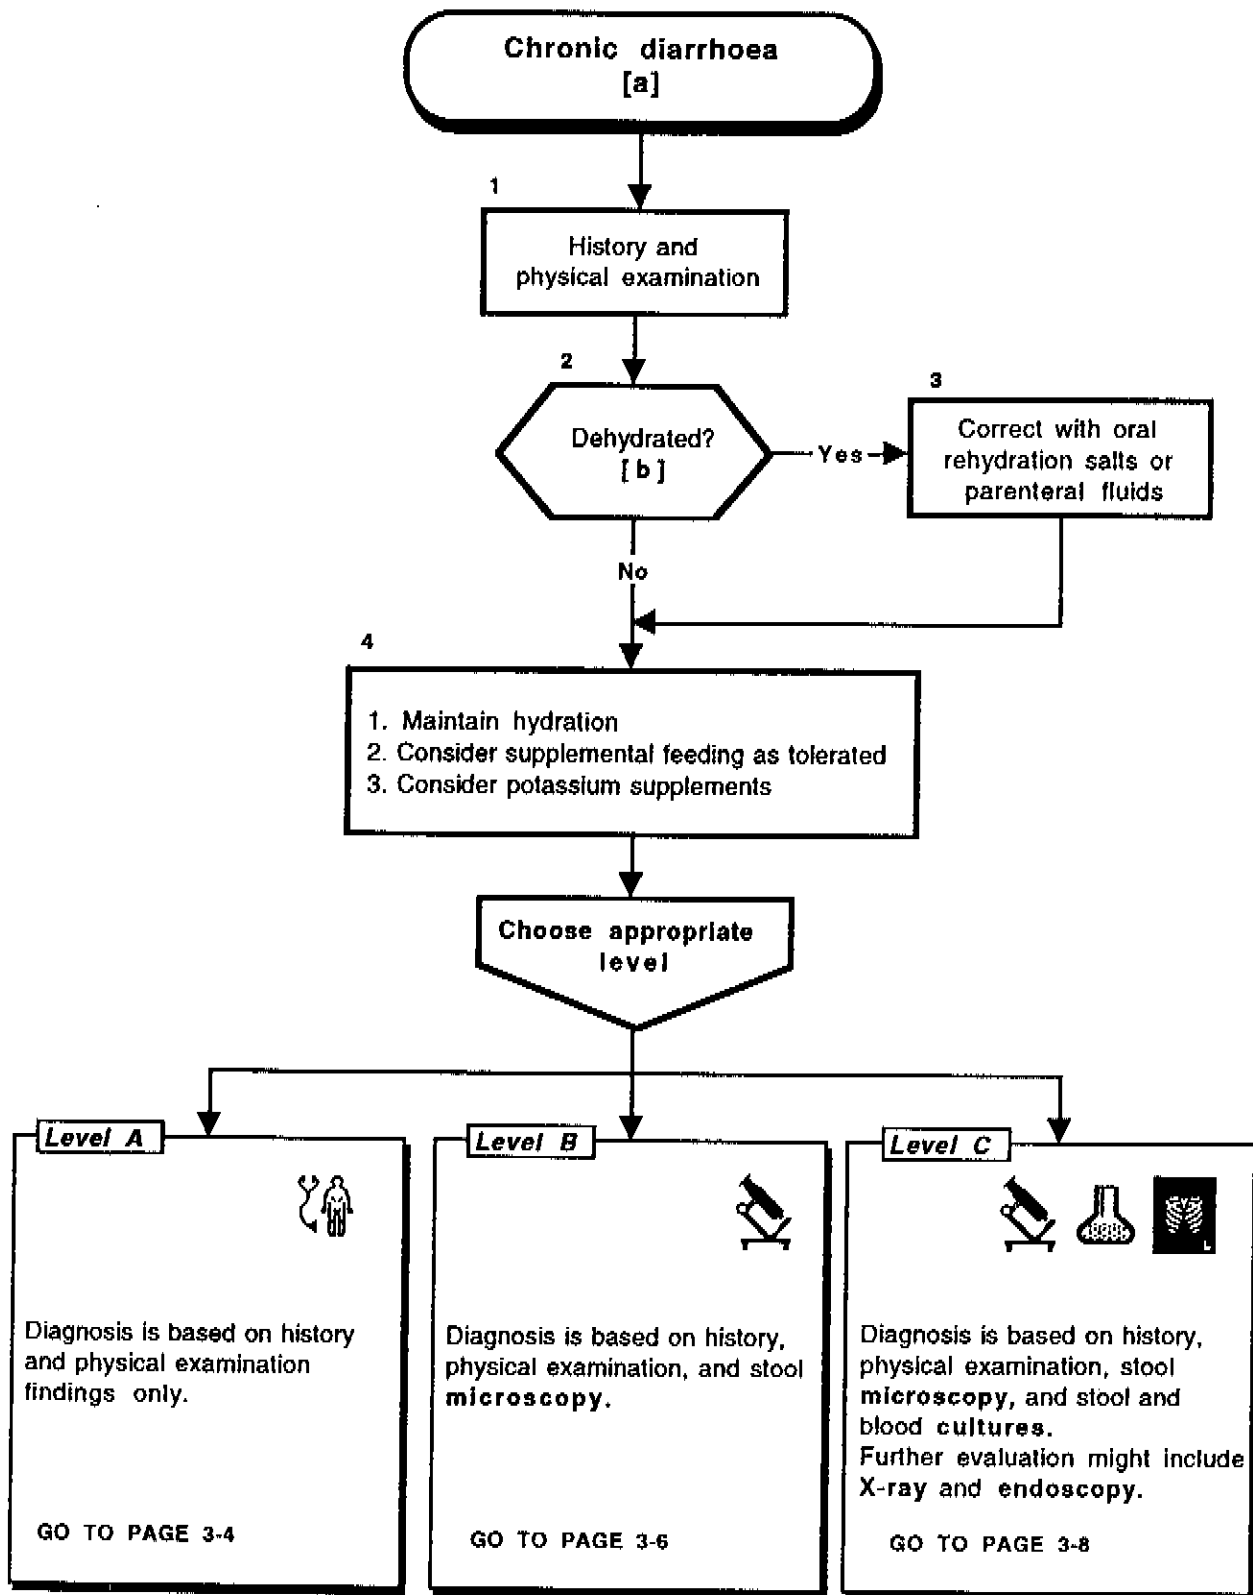 Chronic diarrhoea
[a]
1
History and
physical examination
2
Dehydrated?
[b]
Yes
3
Correct with oral
rehydration salts or
parenteral fluids
No
4
1. Maintain hydration
2. Consider supplemental feeding as tolerated
3. Consider potassium supplements
Choose appropriate
level
Level A
Diagnosis is based on history
and physical examination
findings only.
GO TO PAGE 3-4
Level B
Diagnosis is based on history,
physical examination, and stool
microscopy.
GO TO PAGE 3-6
Level C
L
Diagnosis is based on history,
physical examination, stool
microscopy, and stool and
blood cultures.
Further evaluation might include
X-ray and endoscopy.
GO TO PAGE 3-8